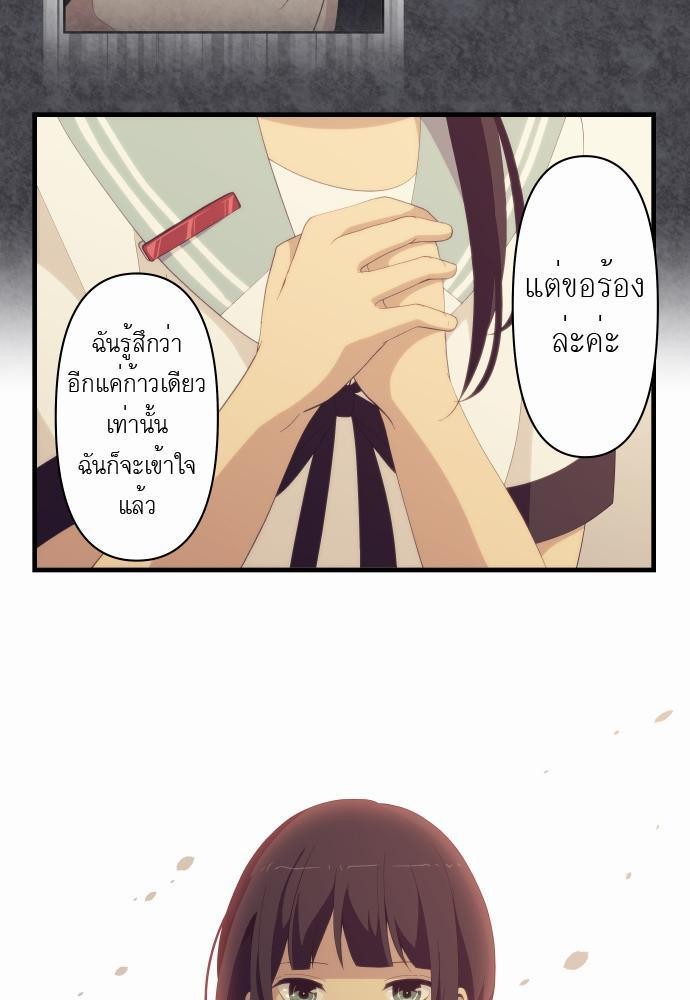 แต่ขอร้อง
ล่ะค่ะ
ฉันรู้สึกว่า
อีกแค่ก้าวเดียว
เท่านั้น
ฉันก็จะเข้าใจ
แล้ว